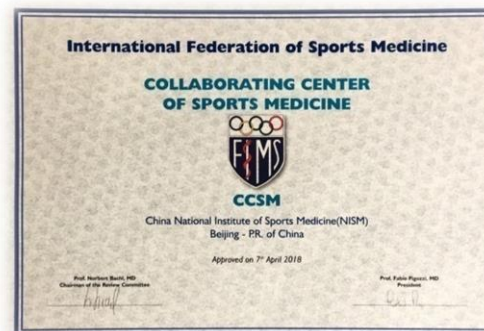 International Federation of Sports Medicine
COLLABORATING CENTER
OF SPORTS MEDICINE
FIMS
CCSM
China National Institute of Sports Medicine(NISM)
Beijing - P.R. of China
Approved on 7th April 2018
Prof. Norbert Bachl, MD
Chairman of the Review Committee
Prof. Fabio Pigozzi, MD
President